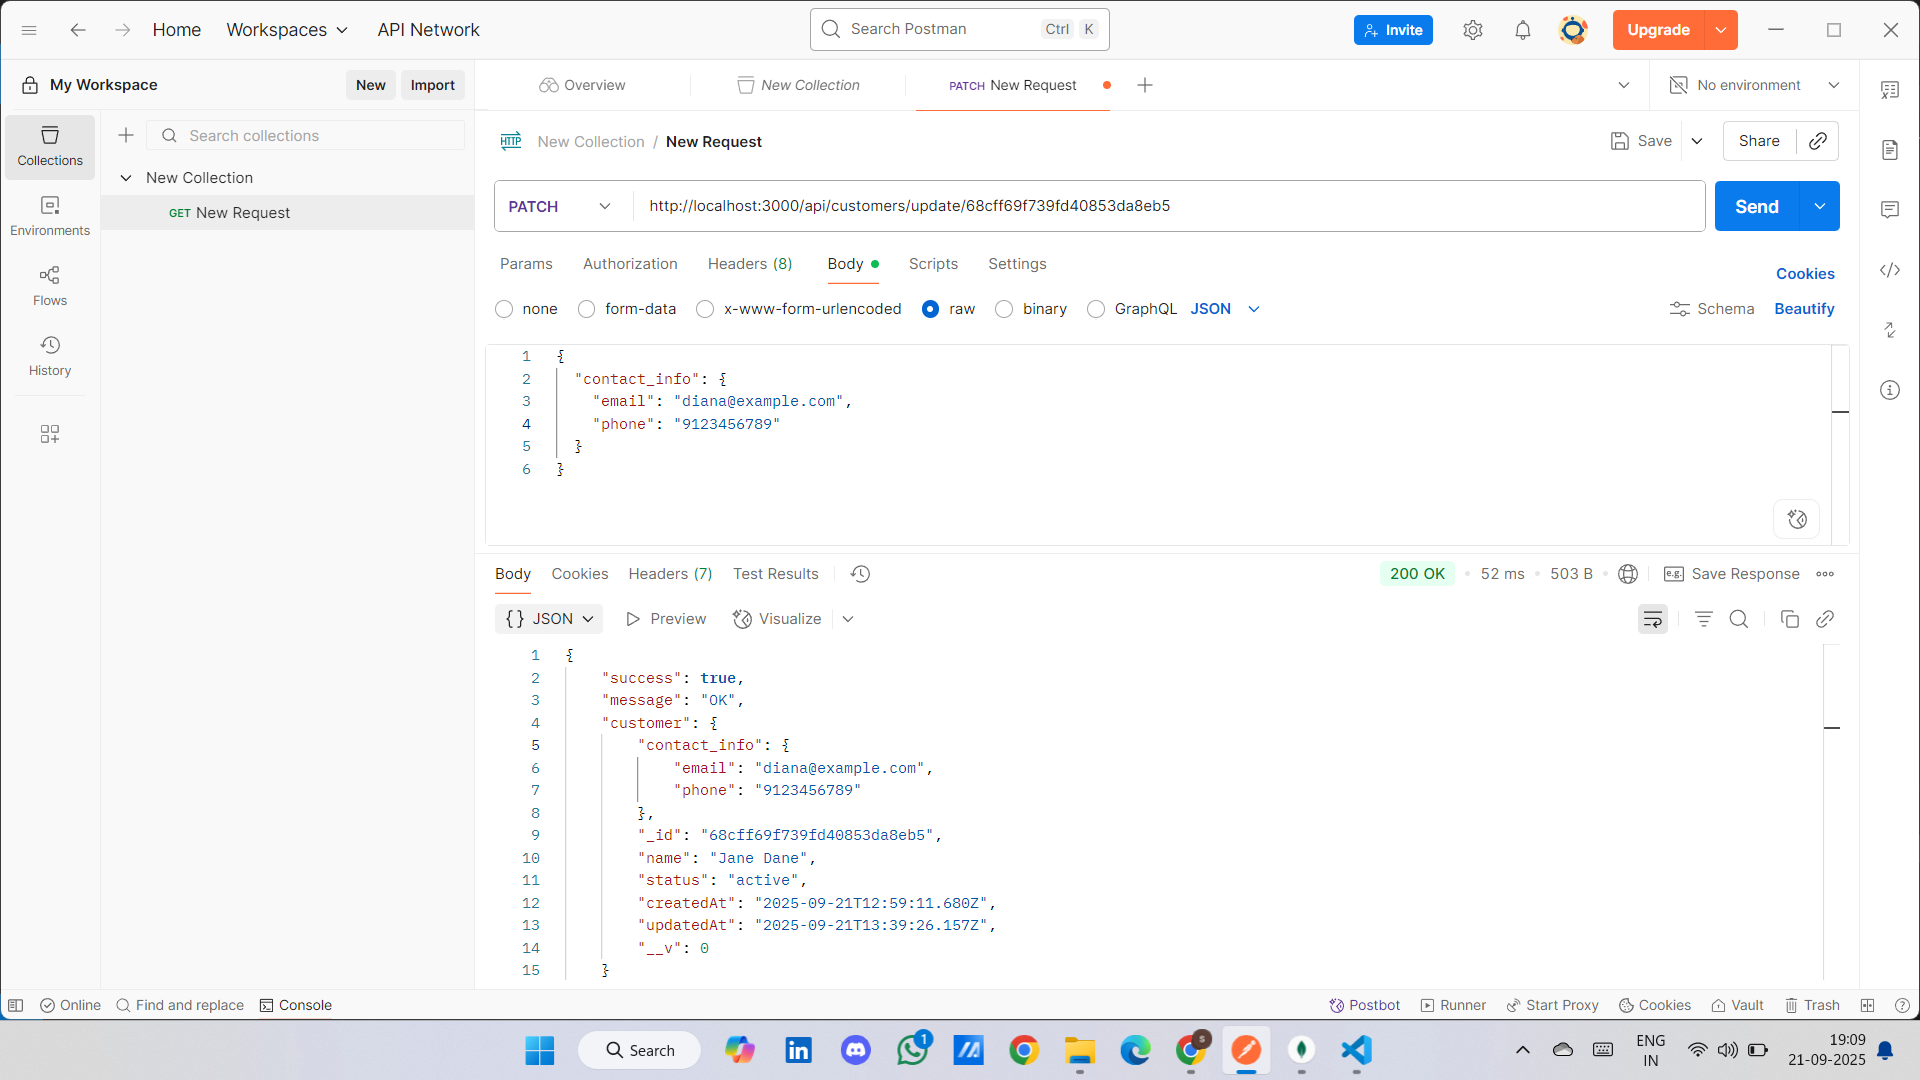 Home Workspaces API Network Search Postman Ctrl K Invite Upgrade
My Workspace New Import Overview New Collection PATCH New Request No environment
Collections
Environments
Flows
History
Search collections
New Collection
GET New Request
HTTP New Collection / New Request Save Share
PATCH http://localhost:3000/api/customers/update/68cff69f739fd40853da8eb5 Send
Params Authorization Headers (8) Body Scripts Settings Cookies
none form-data x-www-form-urlencoded raw binary GraphQL JSON Schema Beautify
1 {
2 "contact_info": {
3 "email": "diana@example.com",
4 "phone": "9123456789"
5 }
6 }
Body Cookies Headers (7) Test Results 200 OK 52 ms 503 B e.g. Save Response
{} JSON Preview Visualize
1 {
2 "success": true,
3 "message": "OK",
4 "customer": {
5 "contact_info": {
6 "email": "diana@example.com",
7 "phone": "9123456789"
8 },
9 "_id": "68cff69f739fd40853da8eb5",
10 "name": "Jane Dane",
11 "status": "active",
12 "createdAt": "2025-09-21T12:59:11.680Z",
13 "updatedAt": "2025-09-21T13:39:26.157Z",
14 "__v": 0
15 }
Online Find and replace Console Postbot Runner Start Proxy Cookies Vault Trash
Search 1 S ENG 19:09
IN 21-09-2025